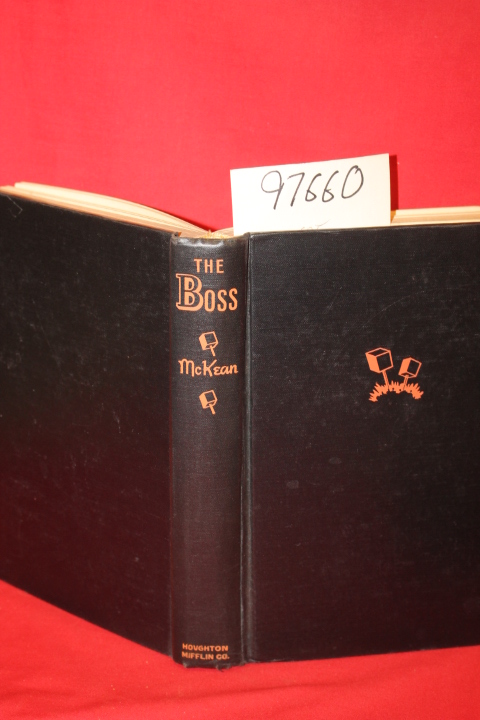 97660
THE
BOSS
McKean
HOUGHTON
MIFFLIN CO.